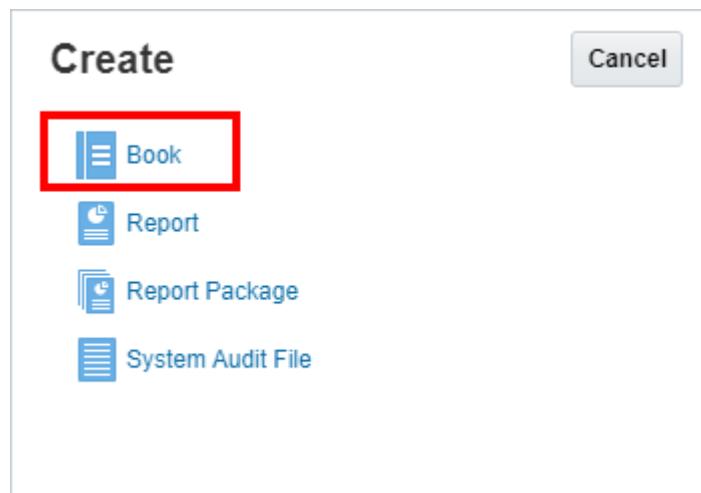 Create
Cancel
Book
Report
Report Package
System Audit File